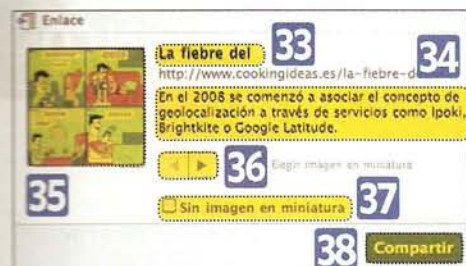 Enlace
La fiebre del
33
34
http://www.cookingideas.es/la-fiebre-d
En el 2008 se comenzó a asociar el concepto de
geolocalización a través de servicios como Ipoki,
Brightkite o Google Latitude.
36
Elegir imagen en miniatura
35
Sin imagen en miniatura
37
38
Compartir